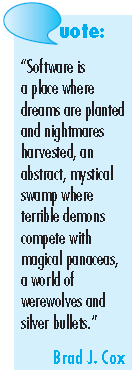 uote:
“Software is
a place where
dreams are planted
and nightmares
harvested, an
abstract, mystical
swamp where
terrible demons
compete with
magical panaceas,
a world of
werewolves and
silver bullets.”
Brad J. Cox